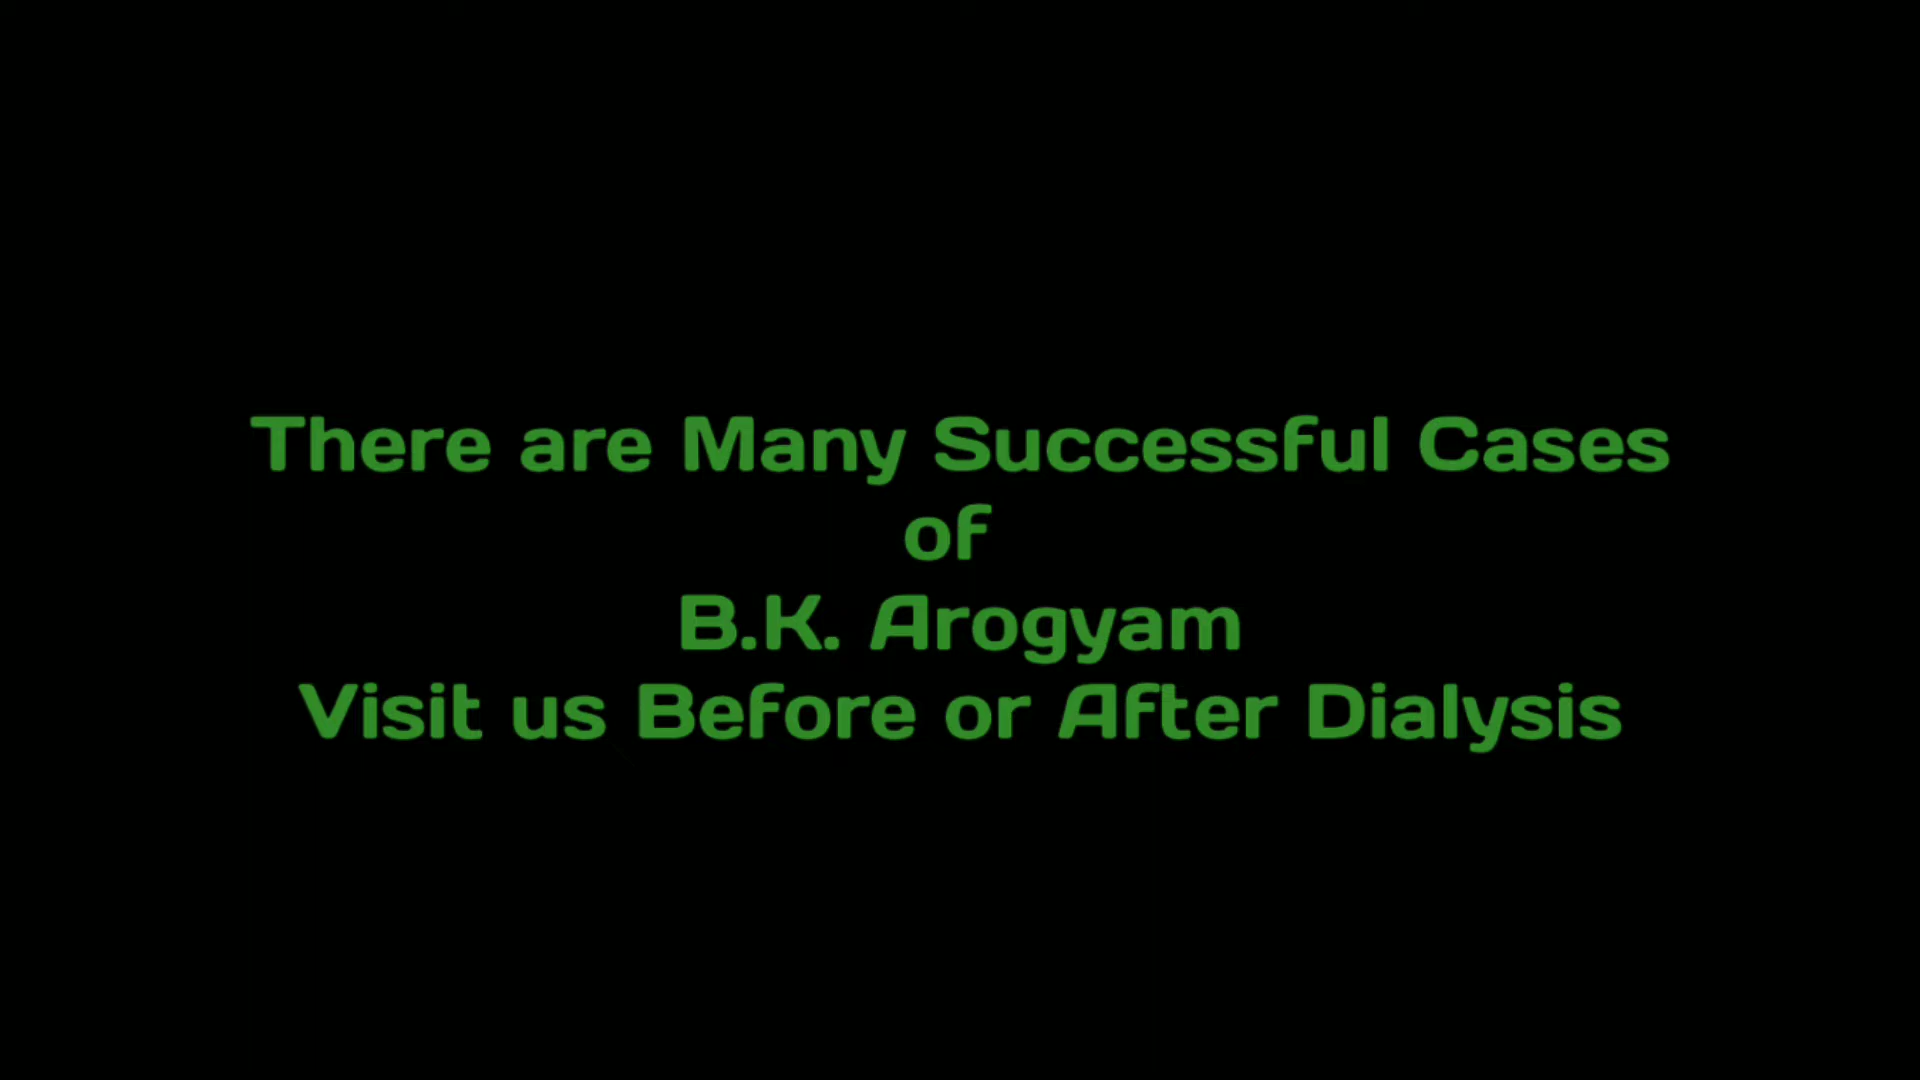 There are Many Successful Cases
of
B.K. Arogyam
Visit us Before or After Dialysis